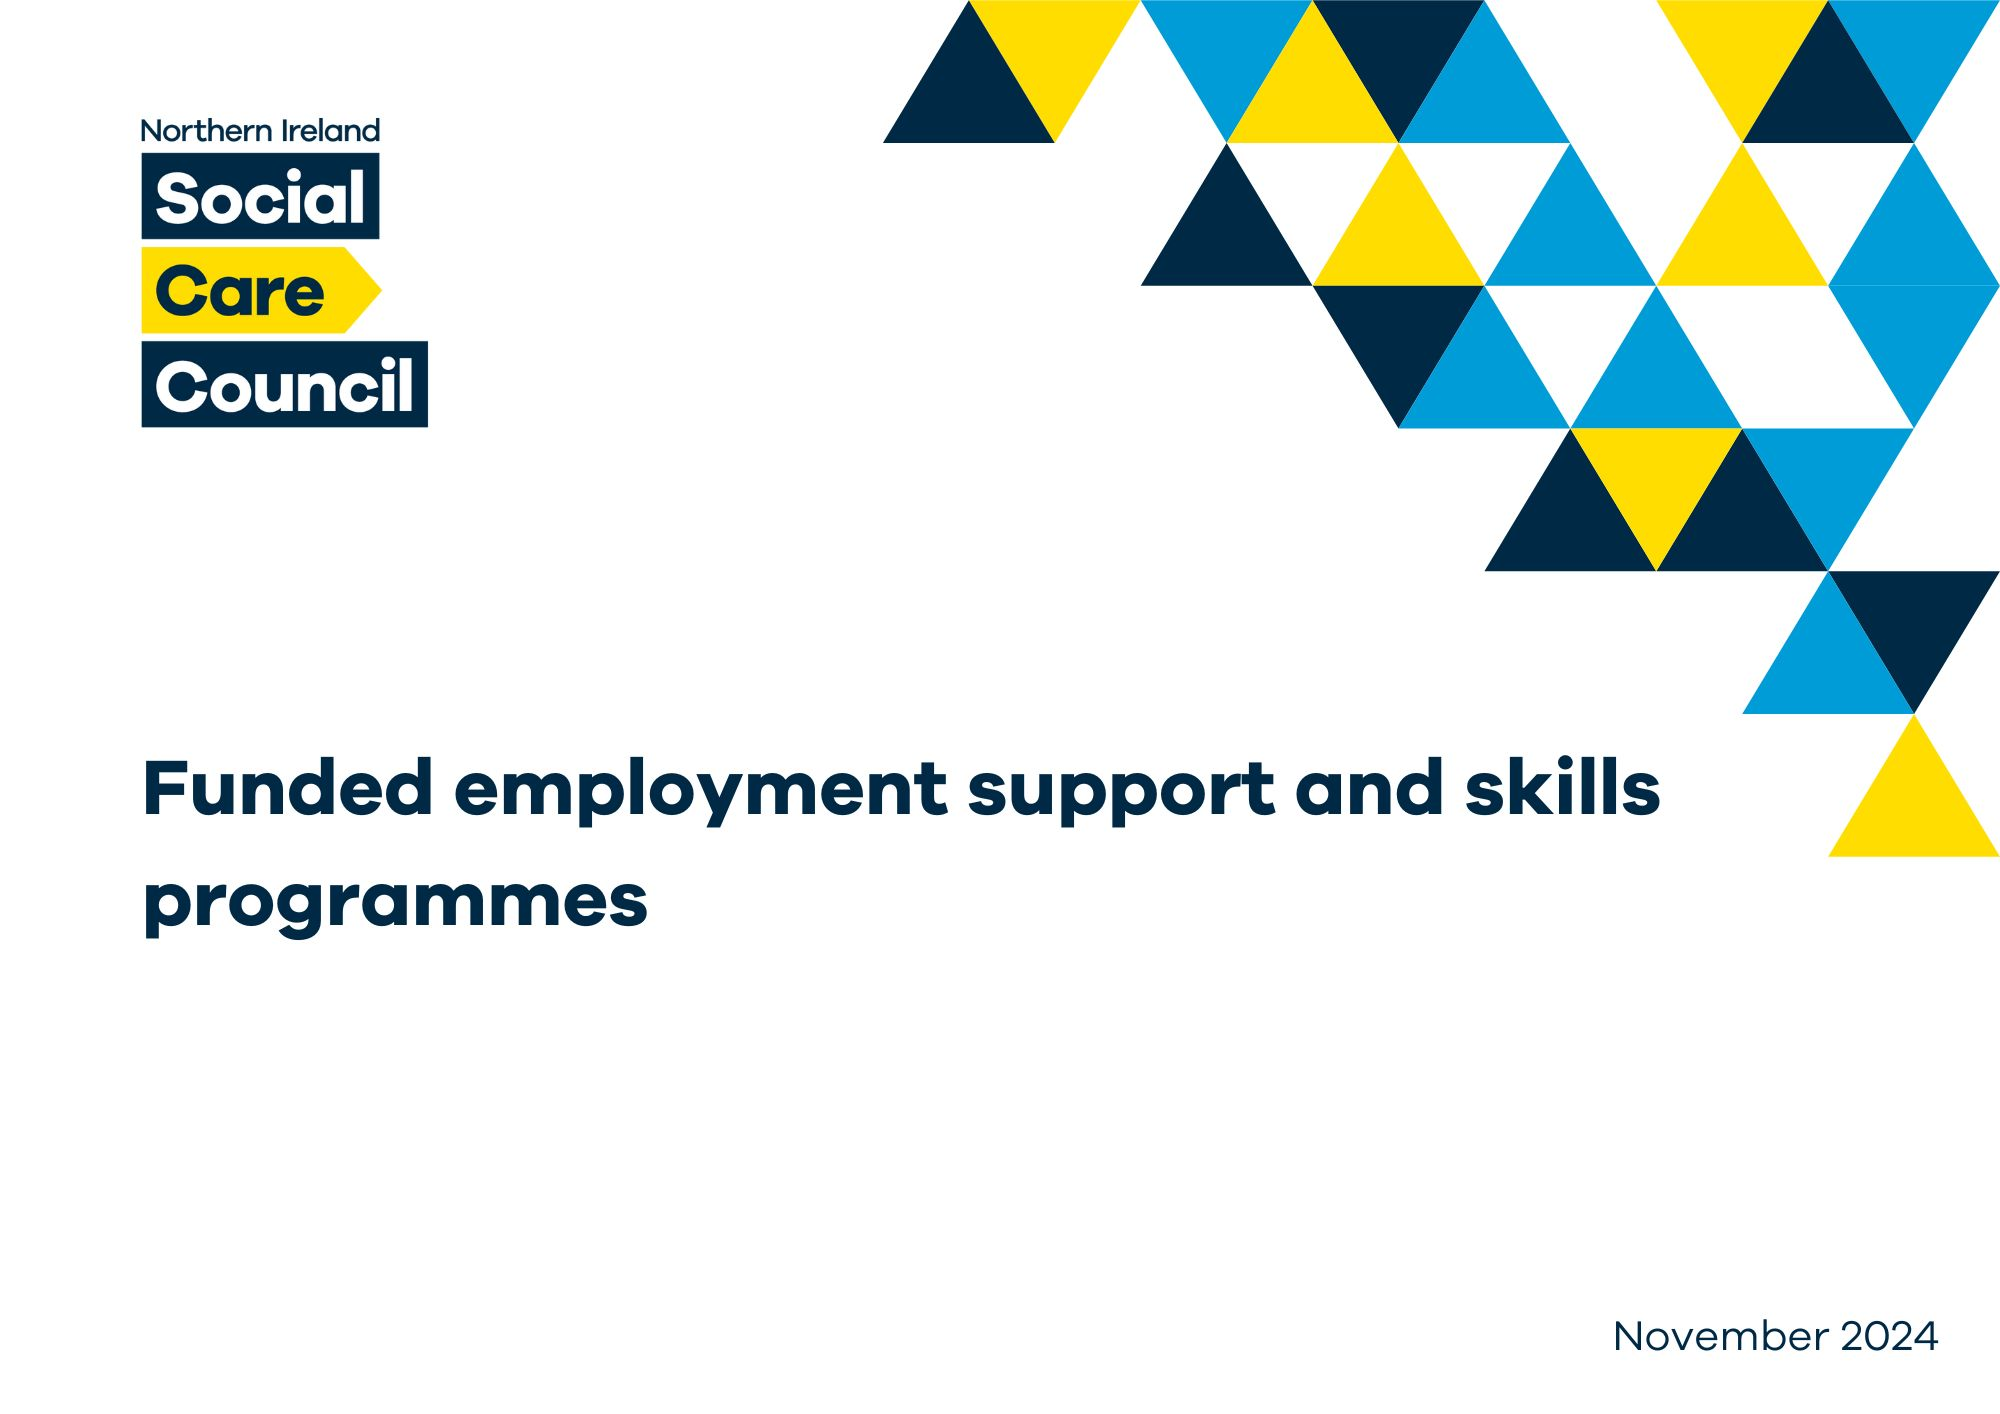 Northern Ireland
Social
Care
Council
Funded employment support and skills
programmes
November 2024